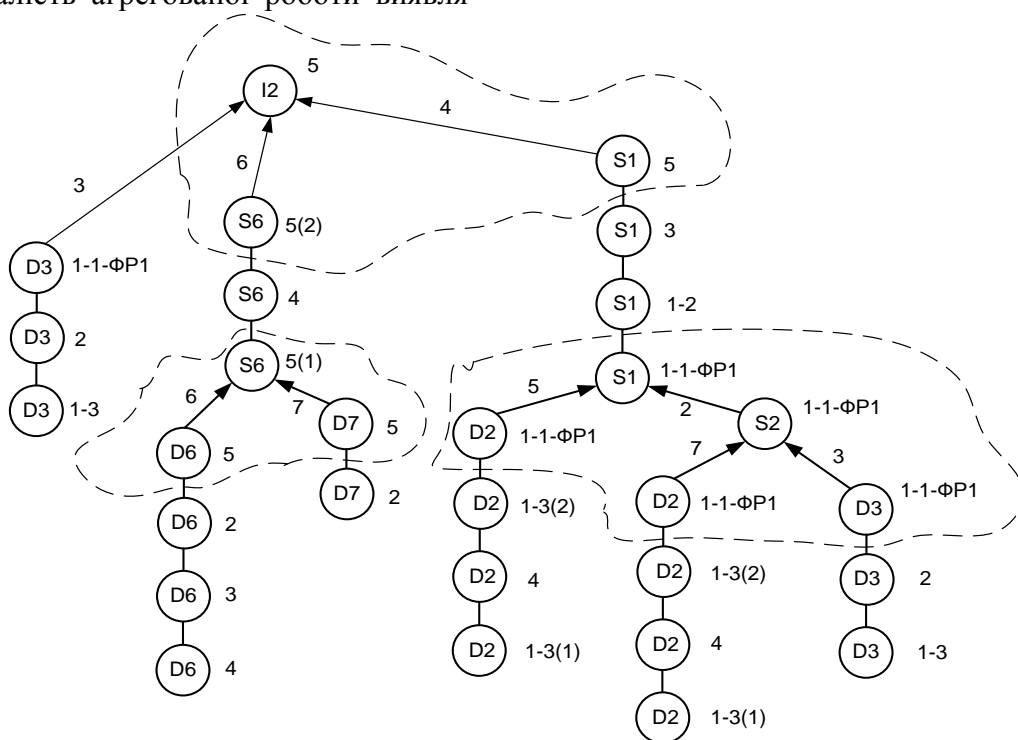 агрегованої роботи виявля
5
I2
4
S1 5
6
3
S6 5(2)
S1 3
D3 1-1-ФР1
S6 4
S1 1-2
D3 2
S6 5(1)
S1 1-1-ФР1
6 7
5 2
D3 1-3
D7 5
D2 1-1-ФР1
S2 1-1-ФР1
D6 5
7 3
D7 2
D2 1-3(2)
D2 1-1-ФР1
D3 1-1-ФР1
D6 2
D2 4
D2 1-3(2)
D3 2
D6 3
D2 1-3(1)
D2 4
D3 1-3
D6 4
D2 1-3(1)